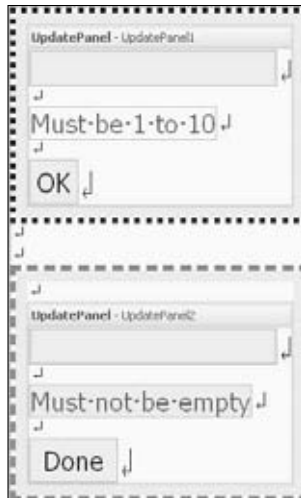 UpdatePanel - UpdatePanel1
Must·be·1·to·10
OK
UpdatePanel - UpdatePanel2
Must·not·be·empty
Done